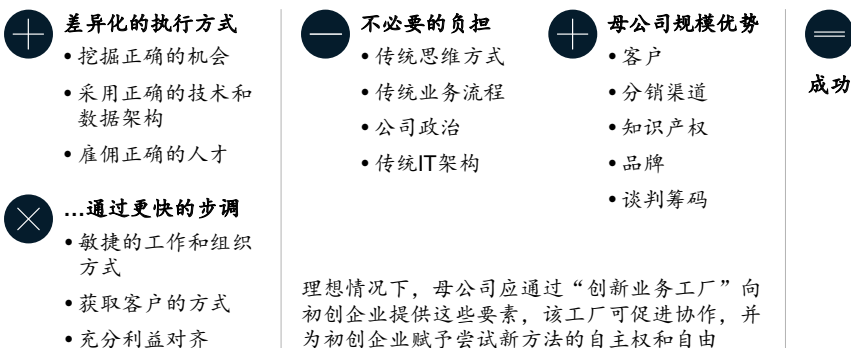 差异化的执行方式
•挖掘正确的机会
•采用正确的技术和
数据架构
•雇佣正确的人才
...通过更快的步调
•敏捷的工作和组织
方式
•获取客户的方式
•充分利益对齐
不必要的负担
•传统思维方式
•传统业务流程
•公司政治
•传统IT架构
母公司规模优势
•客户
•分销渠道
•知识产权
•品牌
•谈判筹码
理想情况下，母公司应通过“创新业务工厂”向
初创企业提供这些要素，该工厂可促进协作，并
为初创企业赋予尝试新方法的自主权和自由
成功